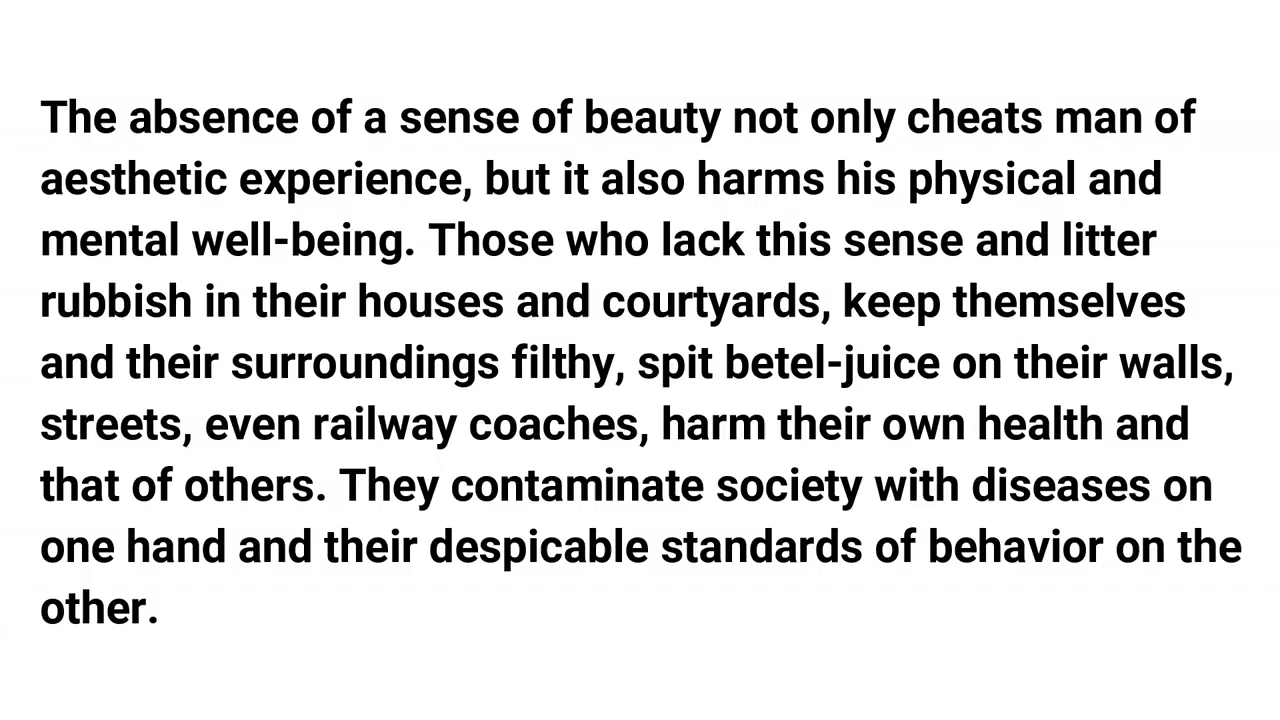 The absence of a sense of beauty not only cheats man of
aesthetic experience, but it also harms his physical and
mental well-being. Those who lack this sense and litter
rubbish in their houses and courtyards, keep themselves
and their surroundings filthy, spit betel-juice on their walls,
streets, even railway coaches, harm their own health and
that of others. They contaminate society with diseases on
one hand and their despicable standards of behavior on the
other.